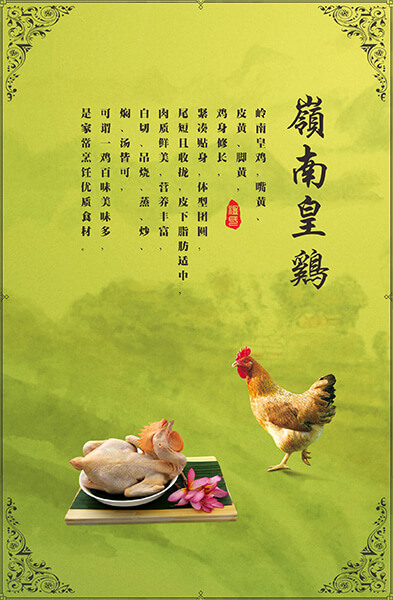 嶺南皇鷄
岭南皇鸡，嘴黄、
皮黄、脚黄，
鸡身修长，
紧凑贴身，体型团圆，
尾短且收拢，皮下脂肪适中，
肉质鲜美，营养丰富，
白切、吊烧、蒸、炒、
焖、汤皆可，
可谓一鸡百味美味多，
是家常烹饪优质食材。